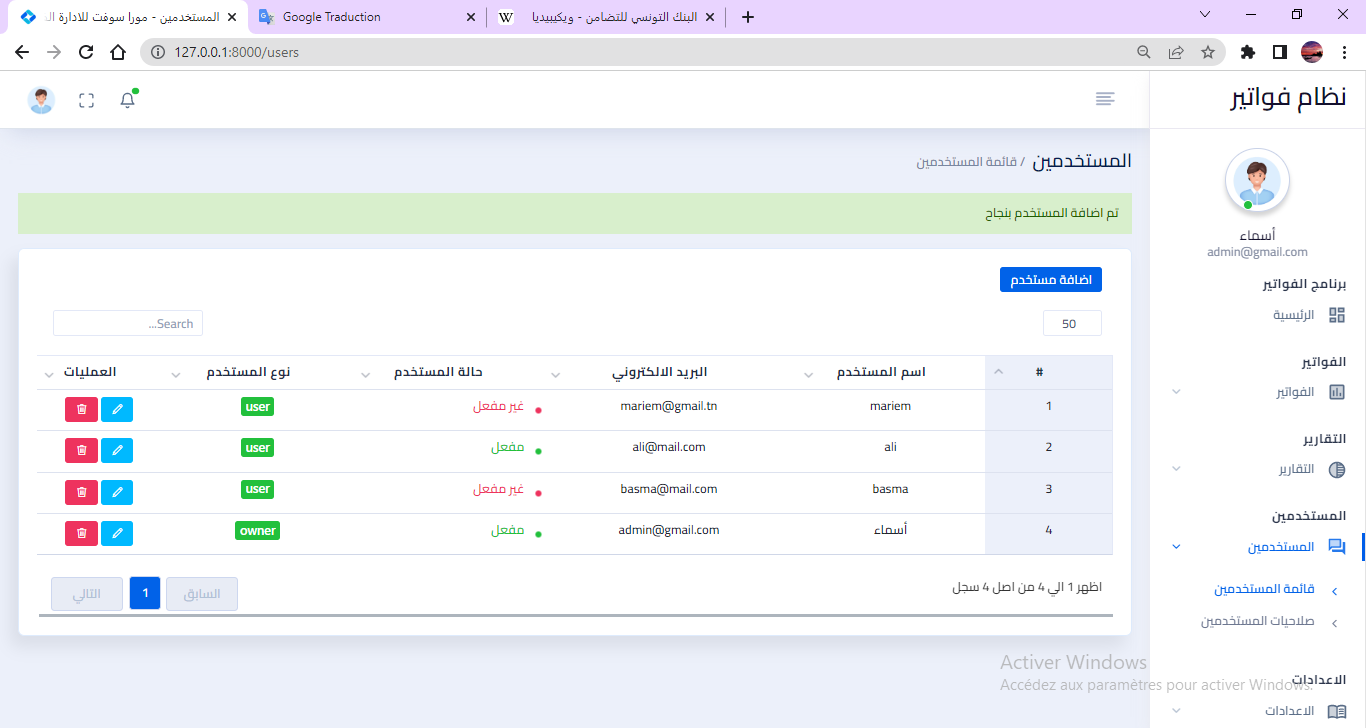 المستخدمين - مورا سوفت للادارة ال
Google Traduction
البنك التونسي للتضامن - ويكيبيديا
127.0.0.1:8000/users
نظام فواتير
أسماء
admin@gmail.com
برنامج الفواتير
الرئيسية
الفواتير
الفواتير
التقارير
التقارير
المستخدمين
المستخدمين
قائمة المستخدمين
صلاحيات المستخدمين
الاعدادات
الاعدادات
المستخدمين / قائمة المستخدمين
تم اضافة المستخدم بنجاح
اضافة مستخدم
50 Search...
# اسم المستخدم البريد الالكتروني حالة المستخدم نوع المستخدم العمليات
1 mariem mariem@gmail.tn غير مفعل user
2 ali ali@mail.com مفعل user
3 basma basma@mail.com غير مفعل user
4 أسماء admin@gmail.com مفعل owner
اظهر 1 الي 4 من اصل 4 سجل
السابق 1 التالي
Activer Windows
Accédez aux paramètres pour activer Windows.